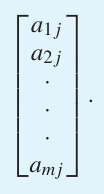 a₁ⱼ
a₂ⱼ
.
.
.
aₘⱼ
.